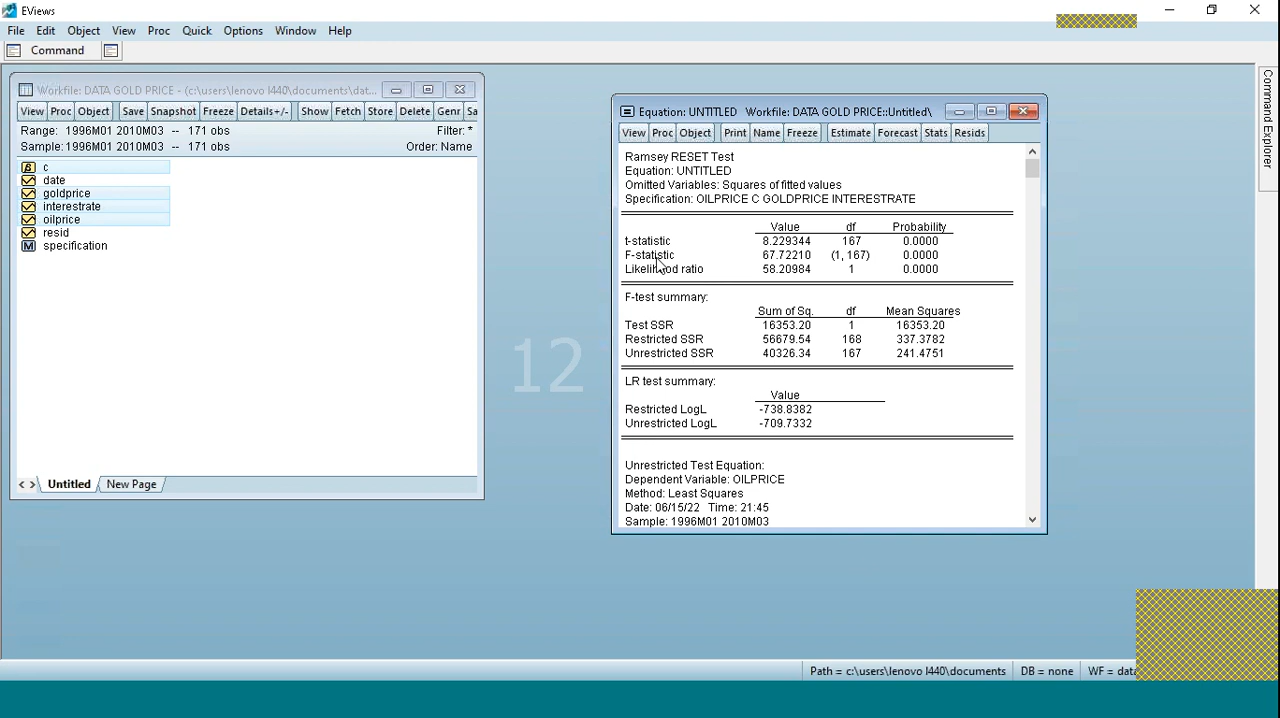 EViews
File Edit Object View Proc Quick Options Window Help
Command
Workfile: DATA GOLD PRICE - (c:\users\lenovo l440\documents\dat...
View Proc Object Save Snapshot Freeze Details+/- Show Fetch Store Delete Genr Sa
Range: 1996M01 2010M03 -- 171 obs Filter: *
Sample: 1996M01 2010M03 -- 171 obs Order: Name
c
date
goldprice
interestrate
oilprice
resid
specification
Untitled New Page
12
Equation: UNTITLED Workfile: DATA GOLD PRICE::Untitled\
View Proc Object Print Name Freeze Estimate Forecast Stats Resids
Ramsey RESET Test
Equation: UNTITLED
Omitted Variables: Squares of fitted values
Specification: OILPRICE C GOLDPRICE INTERESTRATE
Value df Probability
t-statistic 8.229344 167 0.0000
F-statistic 67.72210 (1, 167) 0.0000
Likelihood ratio 58.20984 1 0.0000
F-test summary:
Sum of Sq. df Mean Squares
Test SSR 16353.20 1 16353.20
Restricted SSR 56679.54 168 337.3782
Unrestricted SSR 40326.34 167 241.4751
LR test summary:
Value
Restricted LogL -738.8382
Unrestricted LogL -709.7332
Unrestricted Test Equation:
Dependent Variable: OILPRICE
Method: Least Squares
Date: 06/15/22 Time: 21:45
Sample: 1996M01 2010M03
Command Explorer
Path = c:\users\lenovo l440\documents DB = none WF = data